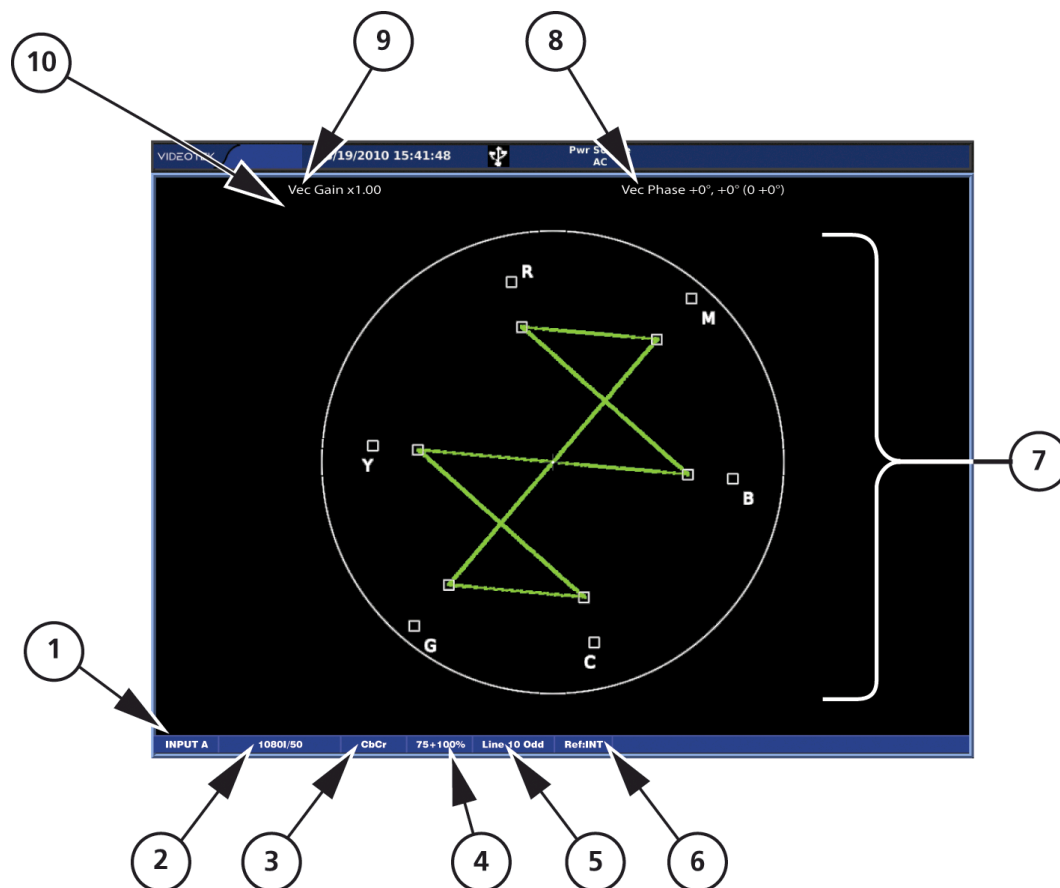 9
8
10
VIDEOTEK
/19/2010 15:41:48
Pwr
AC
Vec Gain x1.00
Vec Phase +0°, +0° (0 +0°)
R
M
7
Y
B
G
C
1
INPUT A
1080I/50
CbCr
75+100%
Line 10 Odd
Ref:INT
2
3
4
5
6